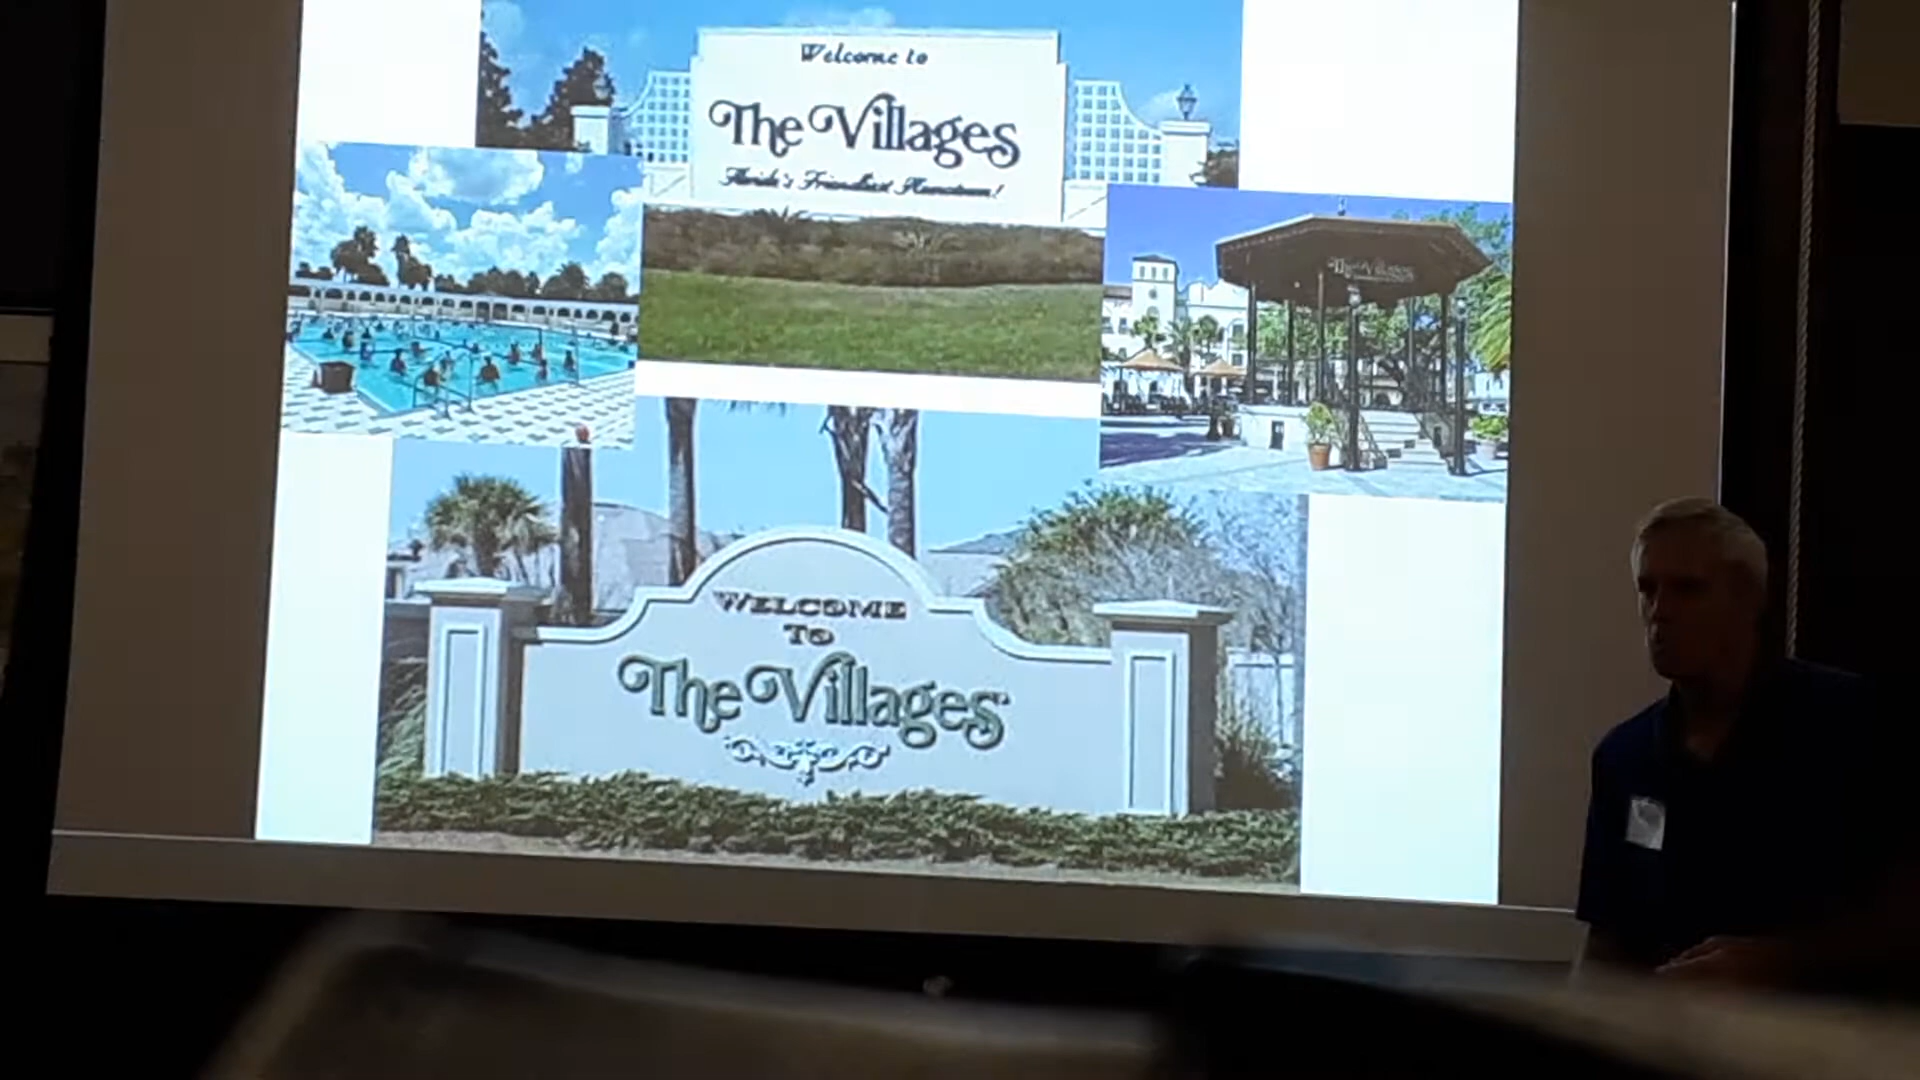 Welcome to
The Villages
Florida's Friendliest Hometown!
The Villages
WELCOME
TO
The Villages